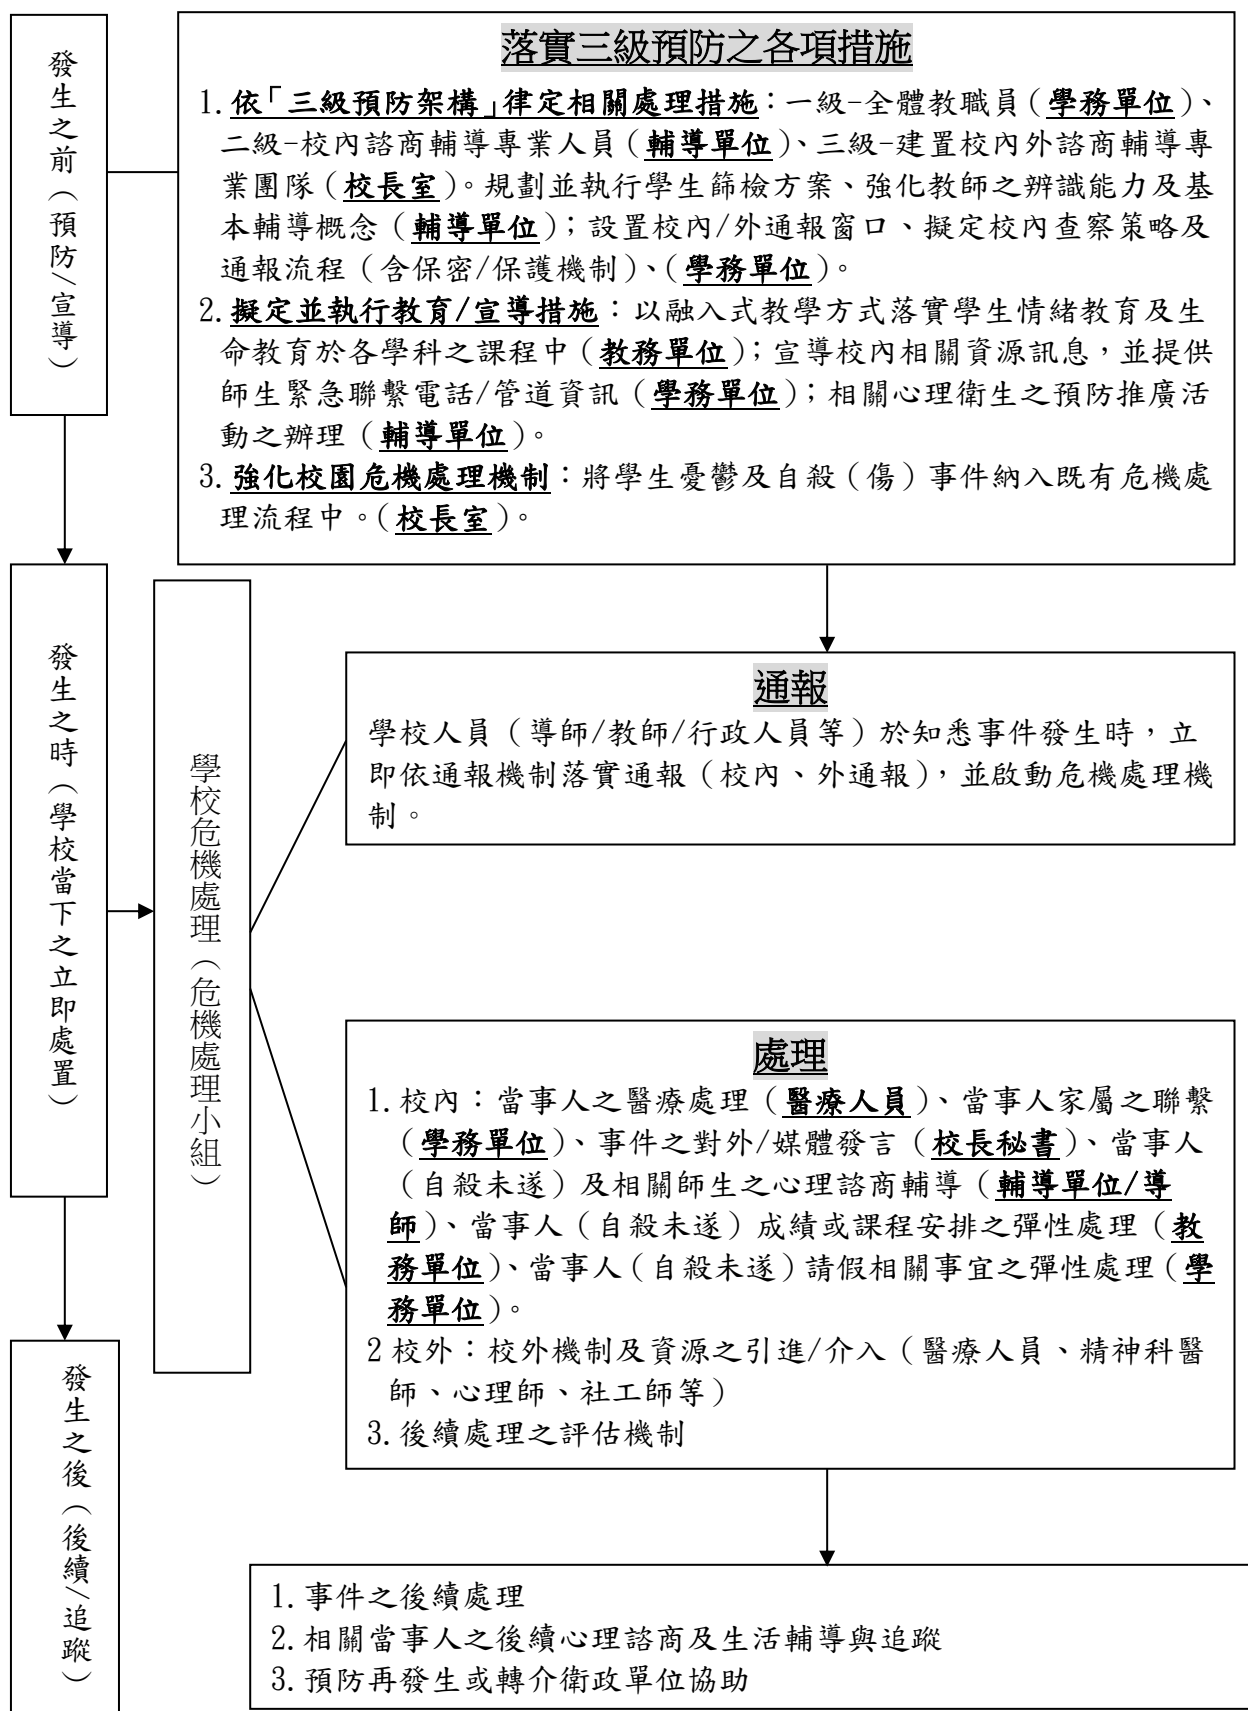 發生之前（預防/宣導）
落實三級預防之各項措施
1.依「三級預防架構」律定相關處理措施：一級-全體教職員（學務單位）、
二級-校內諮商輔導專業人員（輔導單位）、三級-建置校內外諮商輔導專
業團隊（校長室）。規劃並執行學生篩檢方案、強化教師之辨識能力及基
本輔導概念（輔導單位）；設置校內/外通報窗口、擬定校內查察策略及
通報流程（含保密/保護機制）、（學務單位）。
2.擬定並執行教育/宣導措施：以融入式教學方式落實學生情緒教育及生
命教育於各學科之課程中（教務單位）；宣導校內相關資源訊息，並提供
師生緊急聯繫電話/管道資訊（學務單位）；相關心理衛生之預防推廣活
動之辦理（輔導單位）。
3.強化校園危機處理機制：將學生憂鬱及自殺（傷）事件納入既有危機處
理流程中。（校長室）。
發生之時（學校當下之立即處置）
學校危機處理（危機處理小組）
通報
學校人員（導師/教師/行政人員等）於知悉事件發生時，立
即依通報機制落實通報（校內、外通報），並啟動危機處理機
制。
處理
1.校內：當事人之醫療處理（醫療人員）、當事人家屬之聯繫
（學務單位）、事件之對外/媒體發言（校長秘書）、當事人
（自殺未遂）及相關師生之心理諮商輔導（輔導單位/導
師）、當事人（自殺未遂）成績或課程安排之彈性處理（教
務單位）、當事人（自殺未遂）請假相關事宜之彈性處理（學
務單位）。
2 校外：校外機制及資源之引進/介入（醫療人員、精神科醫
師、心理師、社工師等）
3.後續處理之評估機制
發生之後（後續/追蹤）
1.事件之後續處理
2.相關當事人之後續心理諮商及生活輔導與追蹤
3.預防再發生或轉介衛政單位協助